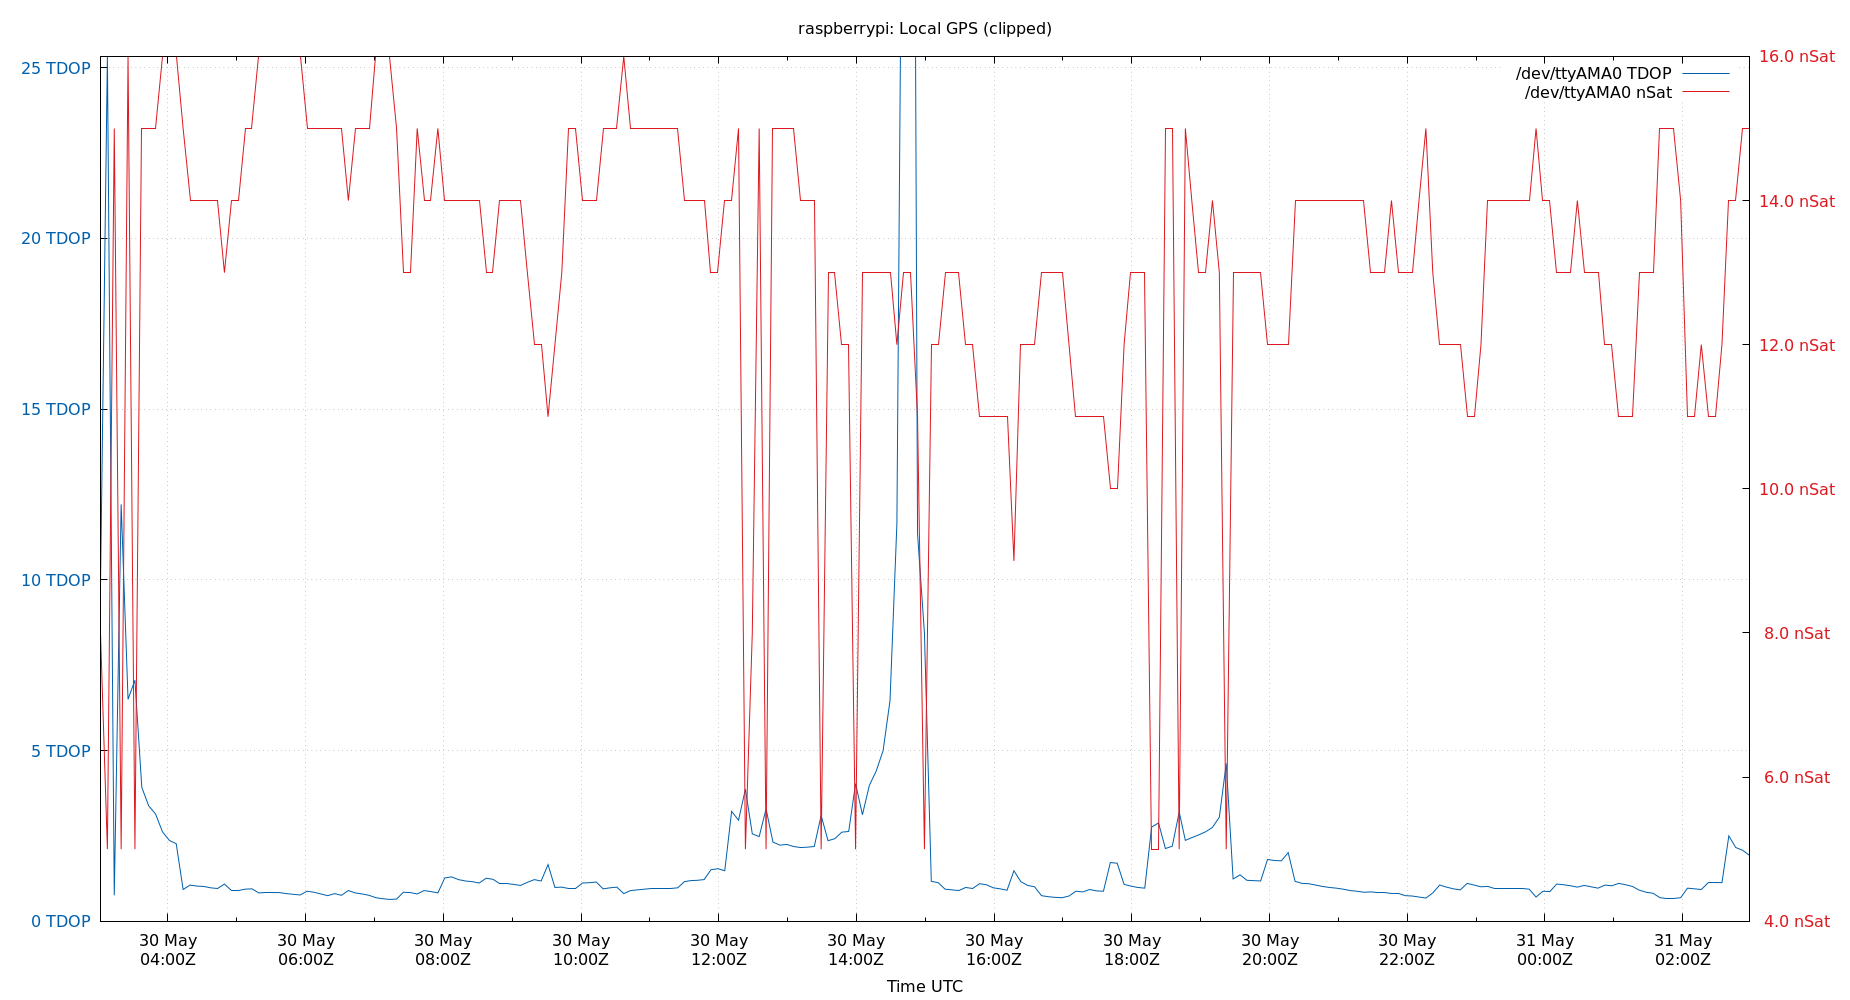 raspberrypi: Local GPS (clipped)
/dev/ttyAMA0 TDOP
/dev/ttyAMA0 nSat
25 TDOP
20 TDOP
15 TDOP
10 TDOP
5 TDOP
0 TDOP
16.0 nSat
14.0 nSat
12.0 nSat
10.0 nSat
8.0 nSat
6.0 nSat
4.0 nSat
30 May
04:00Z
30 May
06:00Z
30 May
08:00Z
30 May
10:00Z
30 May
12:00Z
30 May
14:00Z
30 May
16:00Z
30 May
18:00Z
30 May
20:00Z
30 May
22:00Z
31 May
00:00Z
31 May
02:00Z
Time UTC